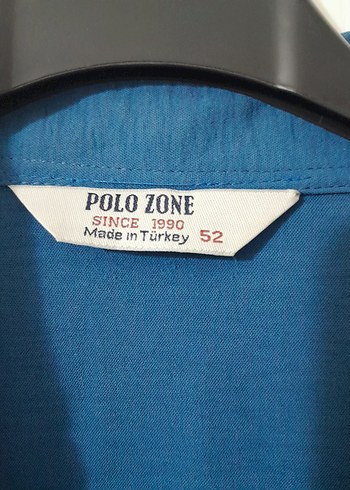 POLO ZONE
SINCE 1990
Made in Türkey 52